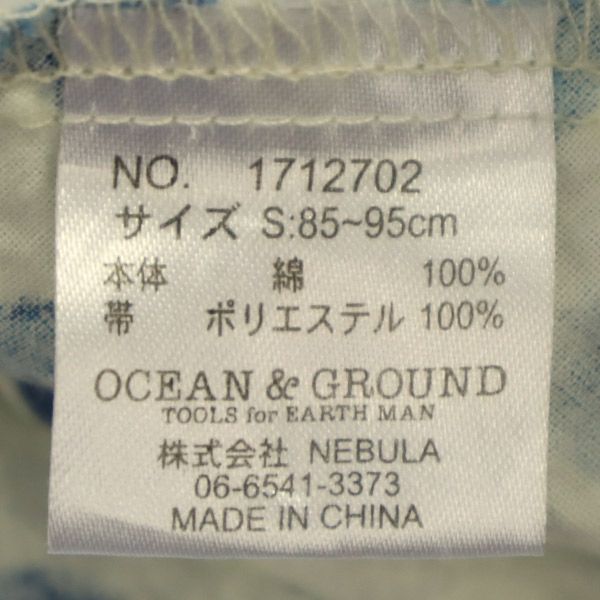 NO. 1712702
サイズ S:85~95cm
本体 綿 100%
帯 ポリエステル 100%
OCEAN & GROUND
TOOLS for EARTH MAN
株式会社 NEBULA
06-6541-3373
MADE IN CHINA